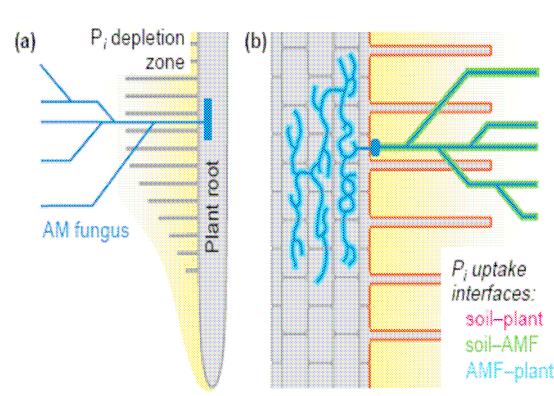 (a)
Pi depletion
zone
AM fungus
Plant root
(b)
Pi uptake
interfaces:
soil–plant
soil–AMF
AMF–plant